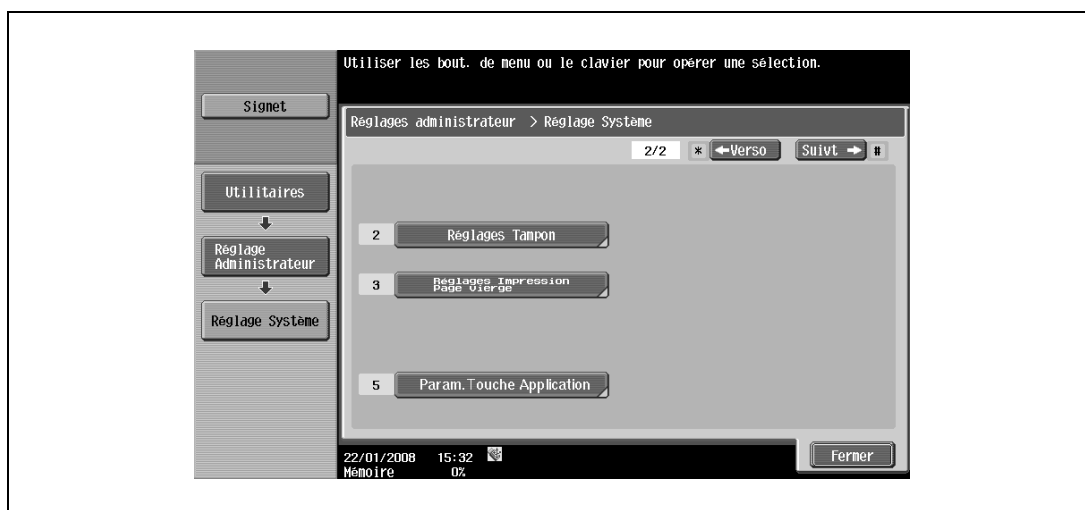 Utiliser les bout. de menu ou le clavier pour opérer une sélection.
Signet
Réglages administrateur > Réglage Système
2/2 * ←Verso Suivt → #
Utilitaires
Réglage
Administrateur
Réglage Système
2 Réglages Tampon
3 Réglages Impression
Page Vierge
5 Param.Touche Application
22/01/2008 15:32
Mémoire 0%
Fermer